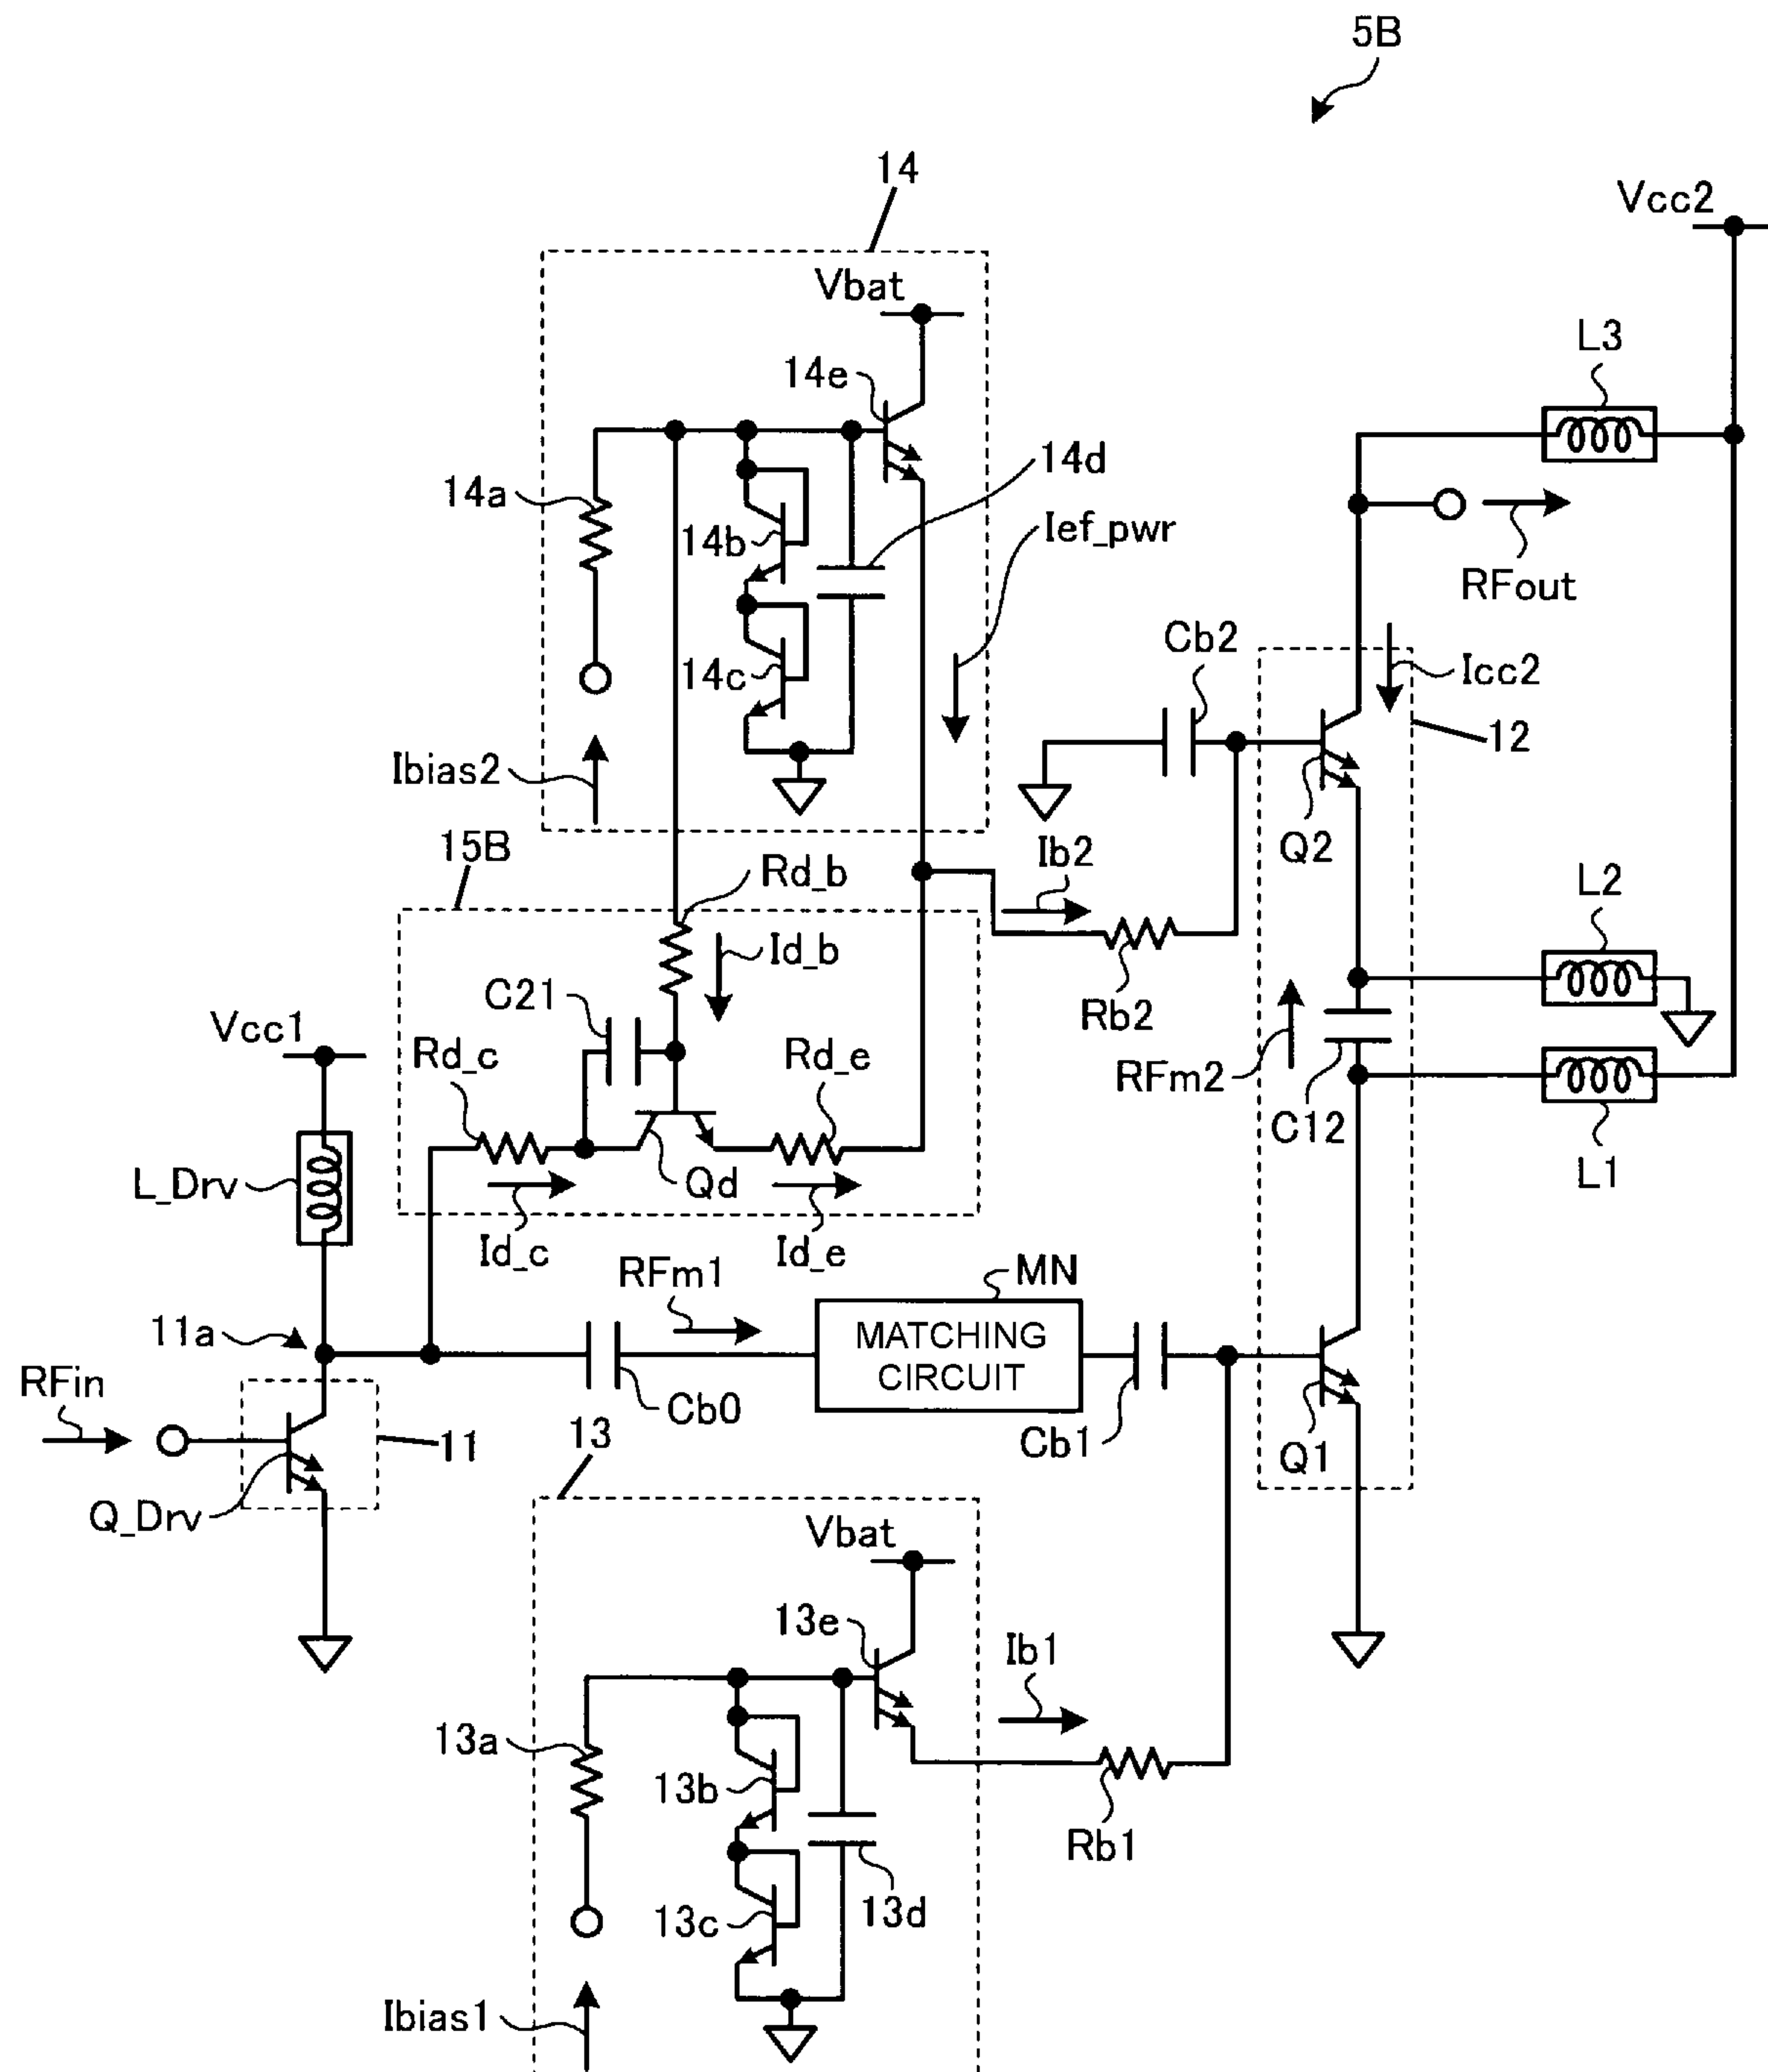 5B
14
Vcc2
Vbat
L3
14e
14d
14a
Ief_pwr
14b
RFout
Cb2
14c
Icc2
12
Ibias2
Q2
15B
Rd_b
Ib2
L2
Id_b
C21
Rb2
Vcc1
Rd_c
Rd_e
RFm2
C12
L_Drv
Qd
L1
Id_c
Id_e
RFm1
MN
11a
MATCHING
CIRCUIT
RFin
Cb0
11
13
Cb1
Q1
Q_Drv
Vbat
13e
Ib1
13a
13b
Rb1
13c
13d
Ibias1